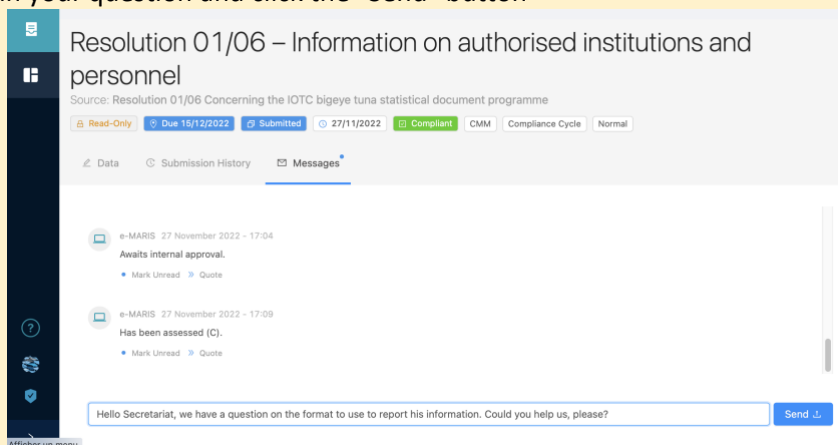 in your question and click the "Send" button
Resolution 01/06 – Information on authorised institutions and
personnel
Source: Resolution 01/06 Concerning the IOTC bigeye tuna statistical document programme
Read-Only Due 15/12/2022 Submitted 27/11/2022 Compliant CMM Compliance Cycle Normal
Data Submission History Messages
e-MARIS 27 November 2022 - 17:04
Awaits internal approval.
Mark Unread Quote
e-MARIS 27 November 2022 - 17:09
Has been assessed (C).
Mark Unread Quote
Hello Secretariat, we have a question on the format to use to report his information. Could you help us, please? Send
Afficher un menu